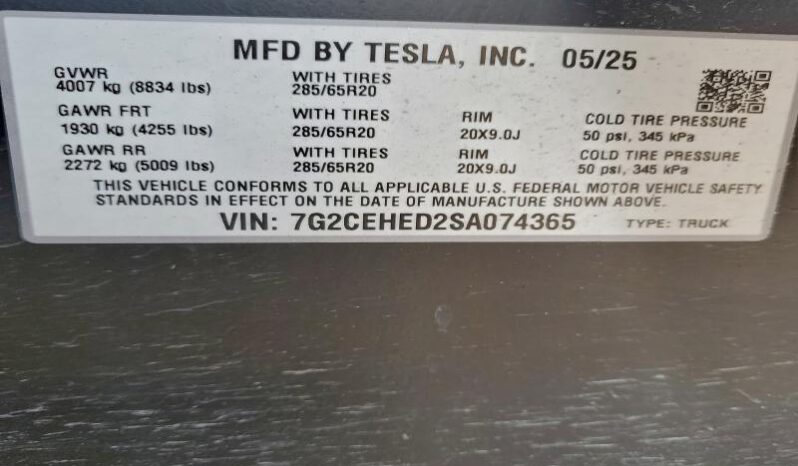 MFD BY TESLA, INC. 05/25
GVWR WITH TIRES
4007 kg (8834 lbs) 285/65R20
GAWR FRT WITH TIRES RIM COLD TIRE PRESSURE
1930 kg (4255 lbs) 285/65R20 20X9.0J 50 psi, 345 kPa
GAWR RR WITH TIRES RIM COLD TIRE PRESSURE
2272 kg (5009 lbs) 285/65R20 20X9.0J 50 psi, 345 kPa
THIS VEHICLE CONFORMS TO ALL APPLICABLE U.S. FEDERAL MOTOR VEHICLE SAFETY
STANDARDS IN EFFECT ON THE DATE OF MANUFACTURE SHOWN ABOVE.
VIN: 7G2CEHED2SA074365 TYPE: TRUCK